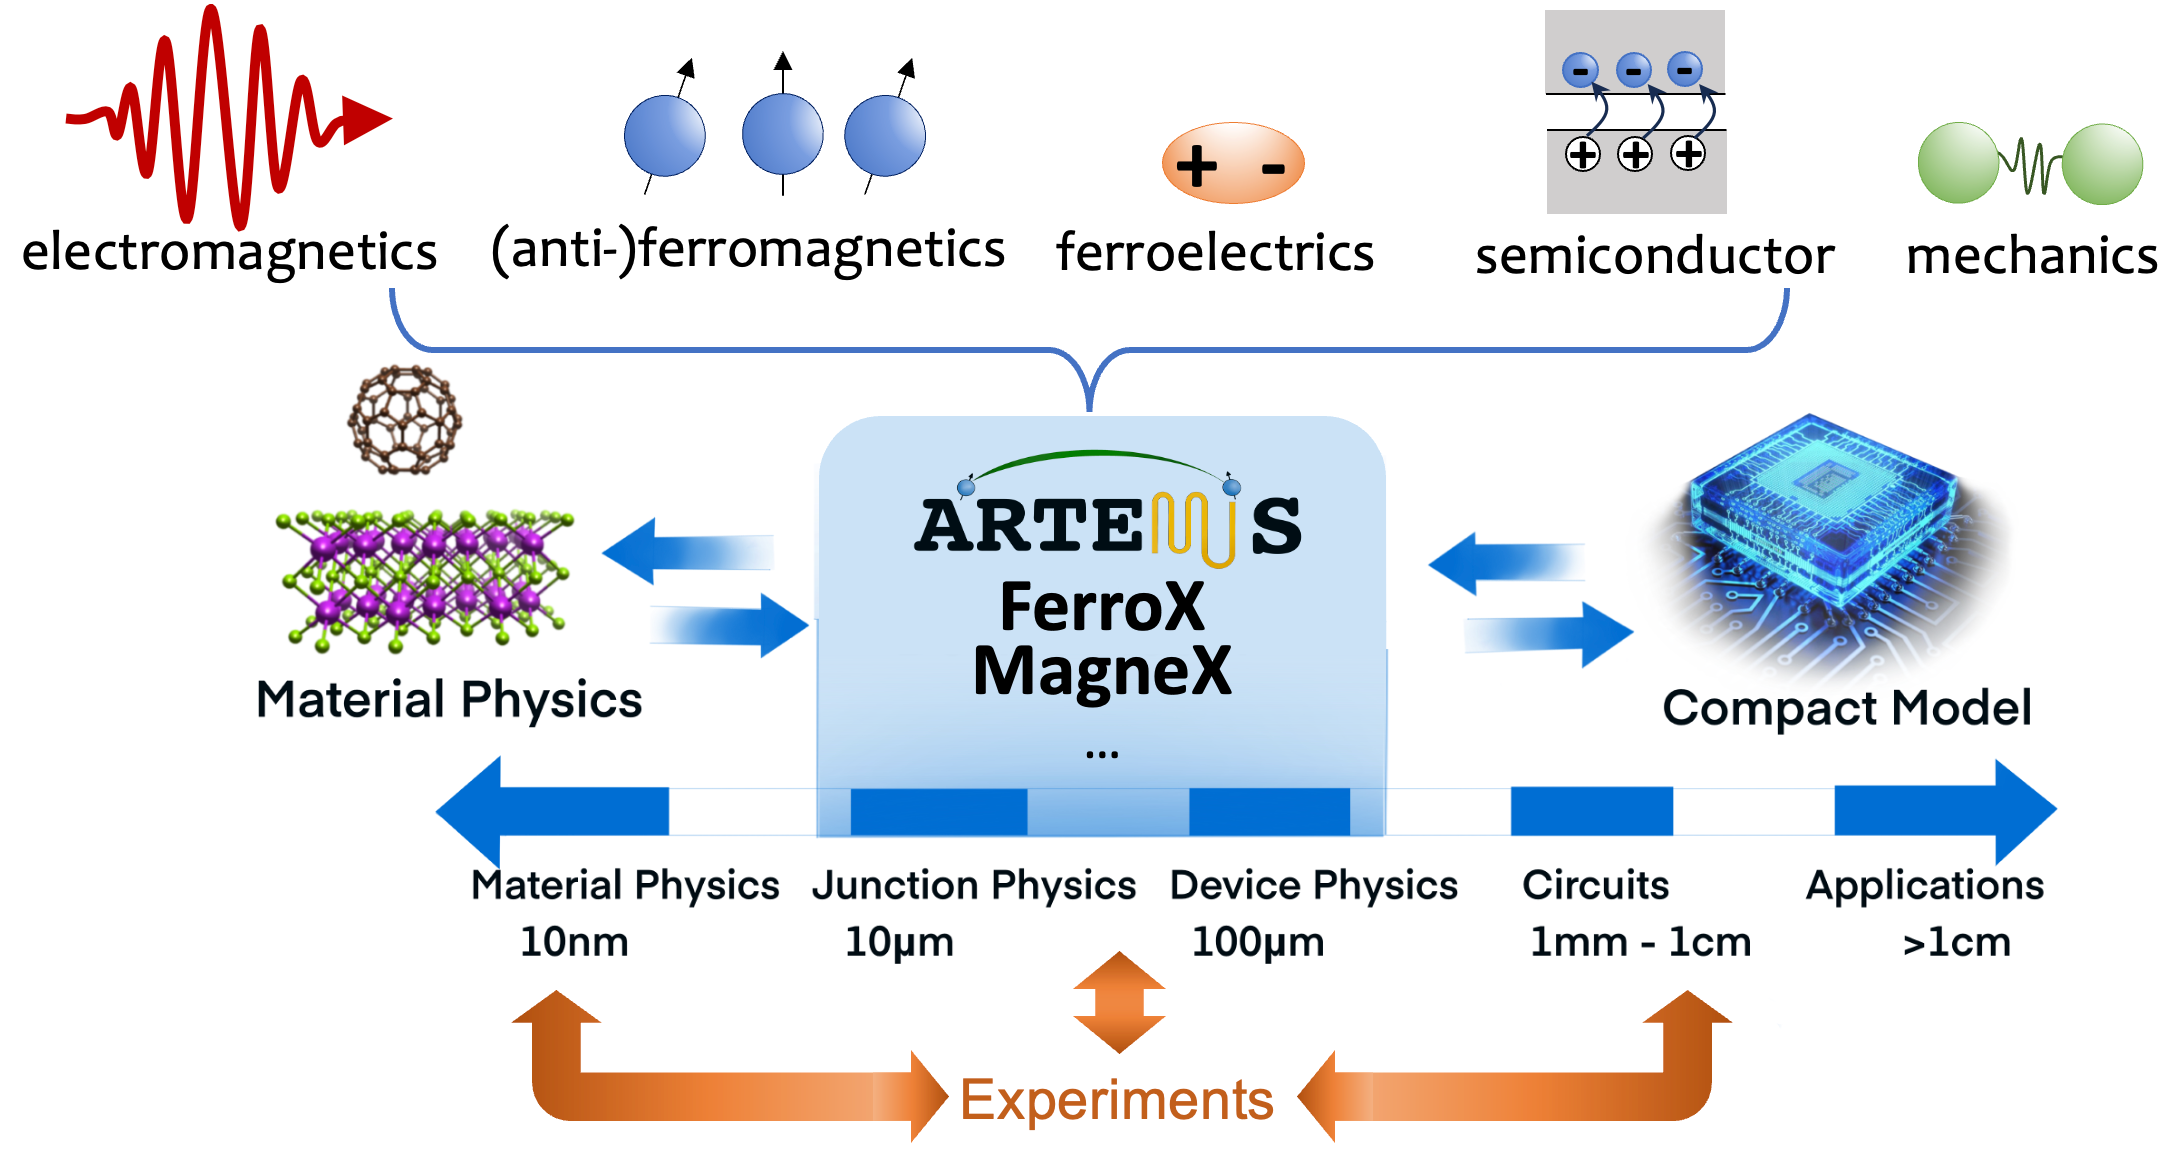 electromagnetics
(anti-)ferromagnetics
+ -
ferroelectrics
- - -
+ + +
semiconductor
mechanics
ARTEMIS
FerroX
MagneX
...
Material Physics
Compact Model
Material Physics
Junction Physics
Device Physics
Circuits
Applications
10nm
10µm
100µm
1mm - 1cm
>1cm
Experiments